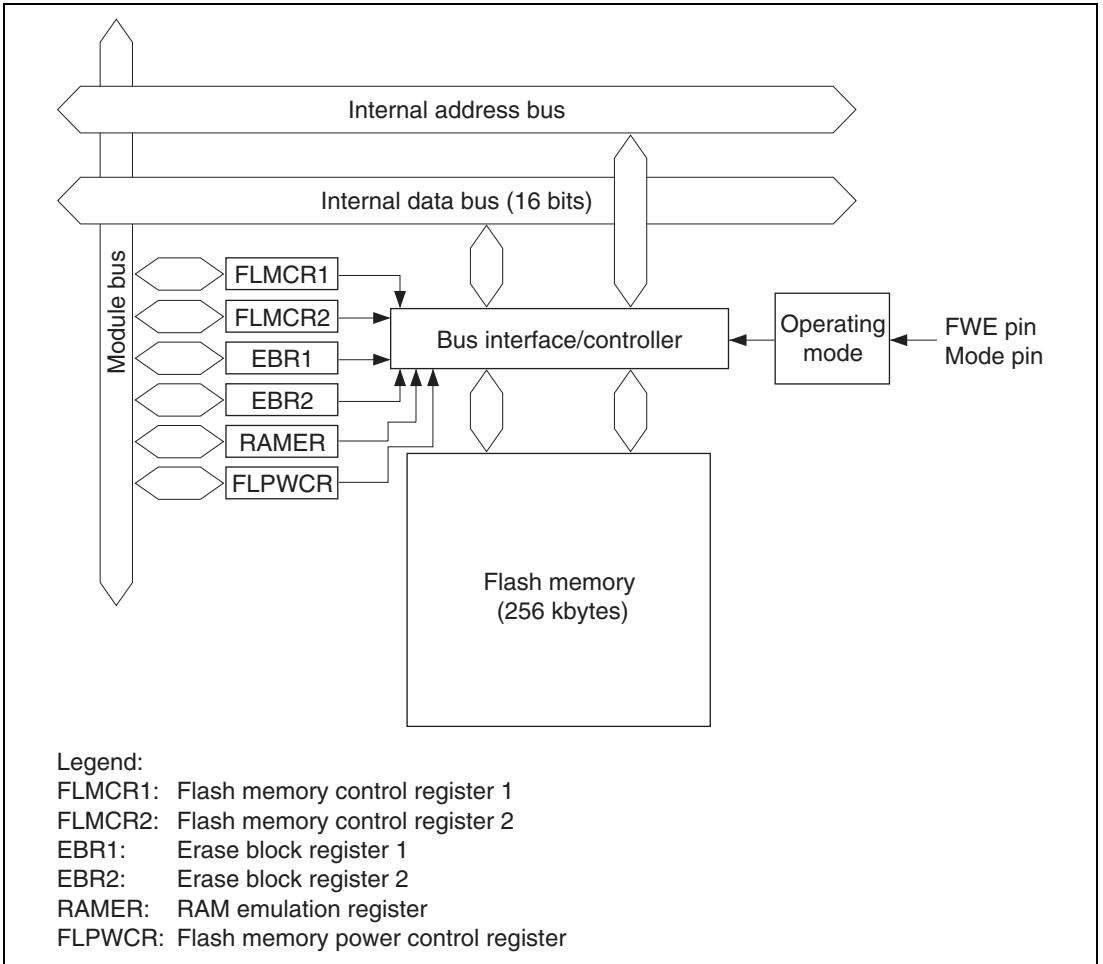 Internal address bus
Internal data bus (16 bits)
Module bus
FLMCR1
FLMCR2
EBR1
EBR2
RAMER
FLPWCR
Bus interface/controller
Operating
mode
FWE pin
Mode pin
Flash memory
(256 kbytes)
Legend:
FLMCR1: Flash memory control register 1
FLMCR2: Flash memory control register 2
EBR1: Erase block register 1
EBR2: Erase block register 2
RAMER: RAM emulation register
FLPWCR: Flash memory power control register